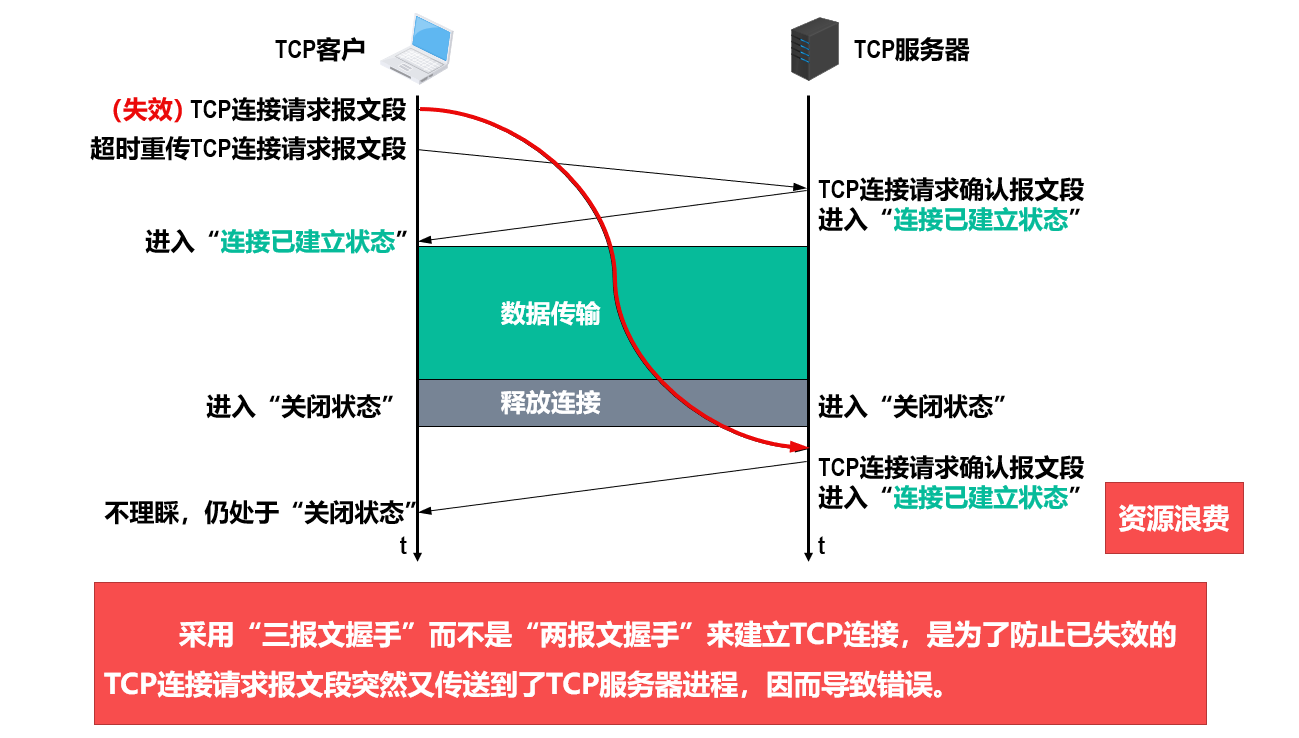 TCP客户
TCP服务器
（失效）TCP连接请求报文段
超时重传TCP连接请求报文段
TCP连接请求确认报文段
进入“连接已建立状态”
进入“连接已建立状态”
数据传输
释放连接
进入“关闭状态”
进入“关闭状态”
TCP连接请求确认报文段
进入“连接已建立状态”
不理睬，仍处于“关闭状态”
资源浪费
t
t
采用“三报文握手”而不是“两报文握手”来建立TCP连接，是为了防止已失效的
TCP连接请求报文段突然又传送到了TCP服务器进程，因而导致错误。